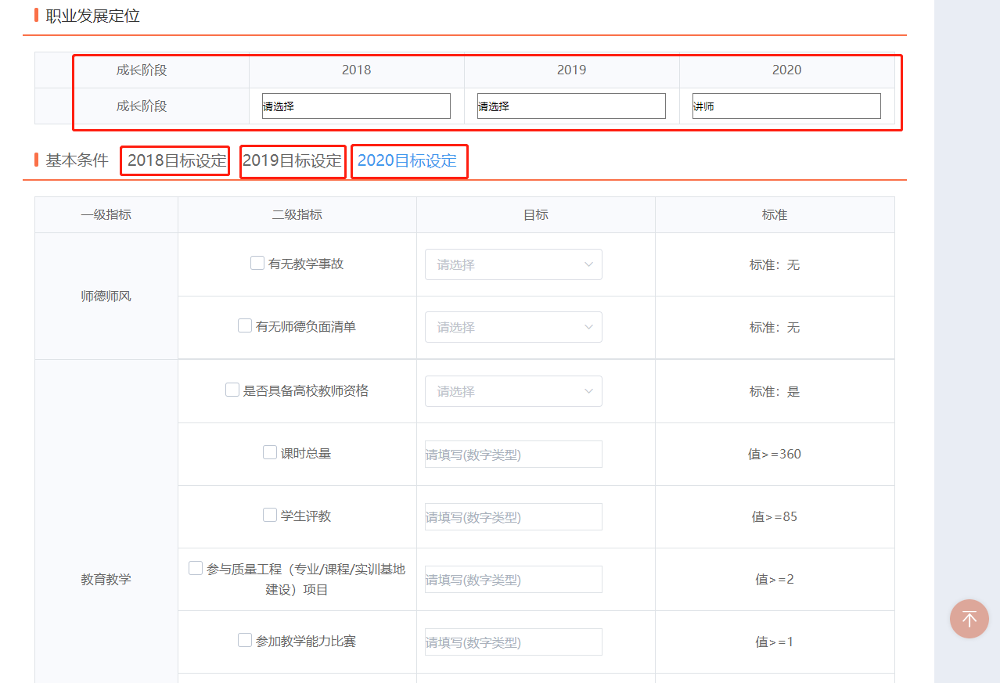 职业发展定位
成长阶段 2018 2019 2020
成长阶段 请选择 请选择 讲师
基本条件 2018目标设定 2019目标设定 2020目标设定
一级指标 二级指标 目标 标准
师德师风
有无教学事故 请选择 标准：无
有无师德负面清单 请选择 标准：无
教育教学
是否具备高校教师资格 请选择 标准：是
课时总量 请填写(数字类型) 值>=360
学生评教 请填写(数字类型) 值>=85
参与质量工程（专业/课程/实训基地
建设）项目 请填写(数字类型) 值>=2
参加教学能力比赛 请填写(数字类型) 值>=1